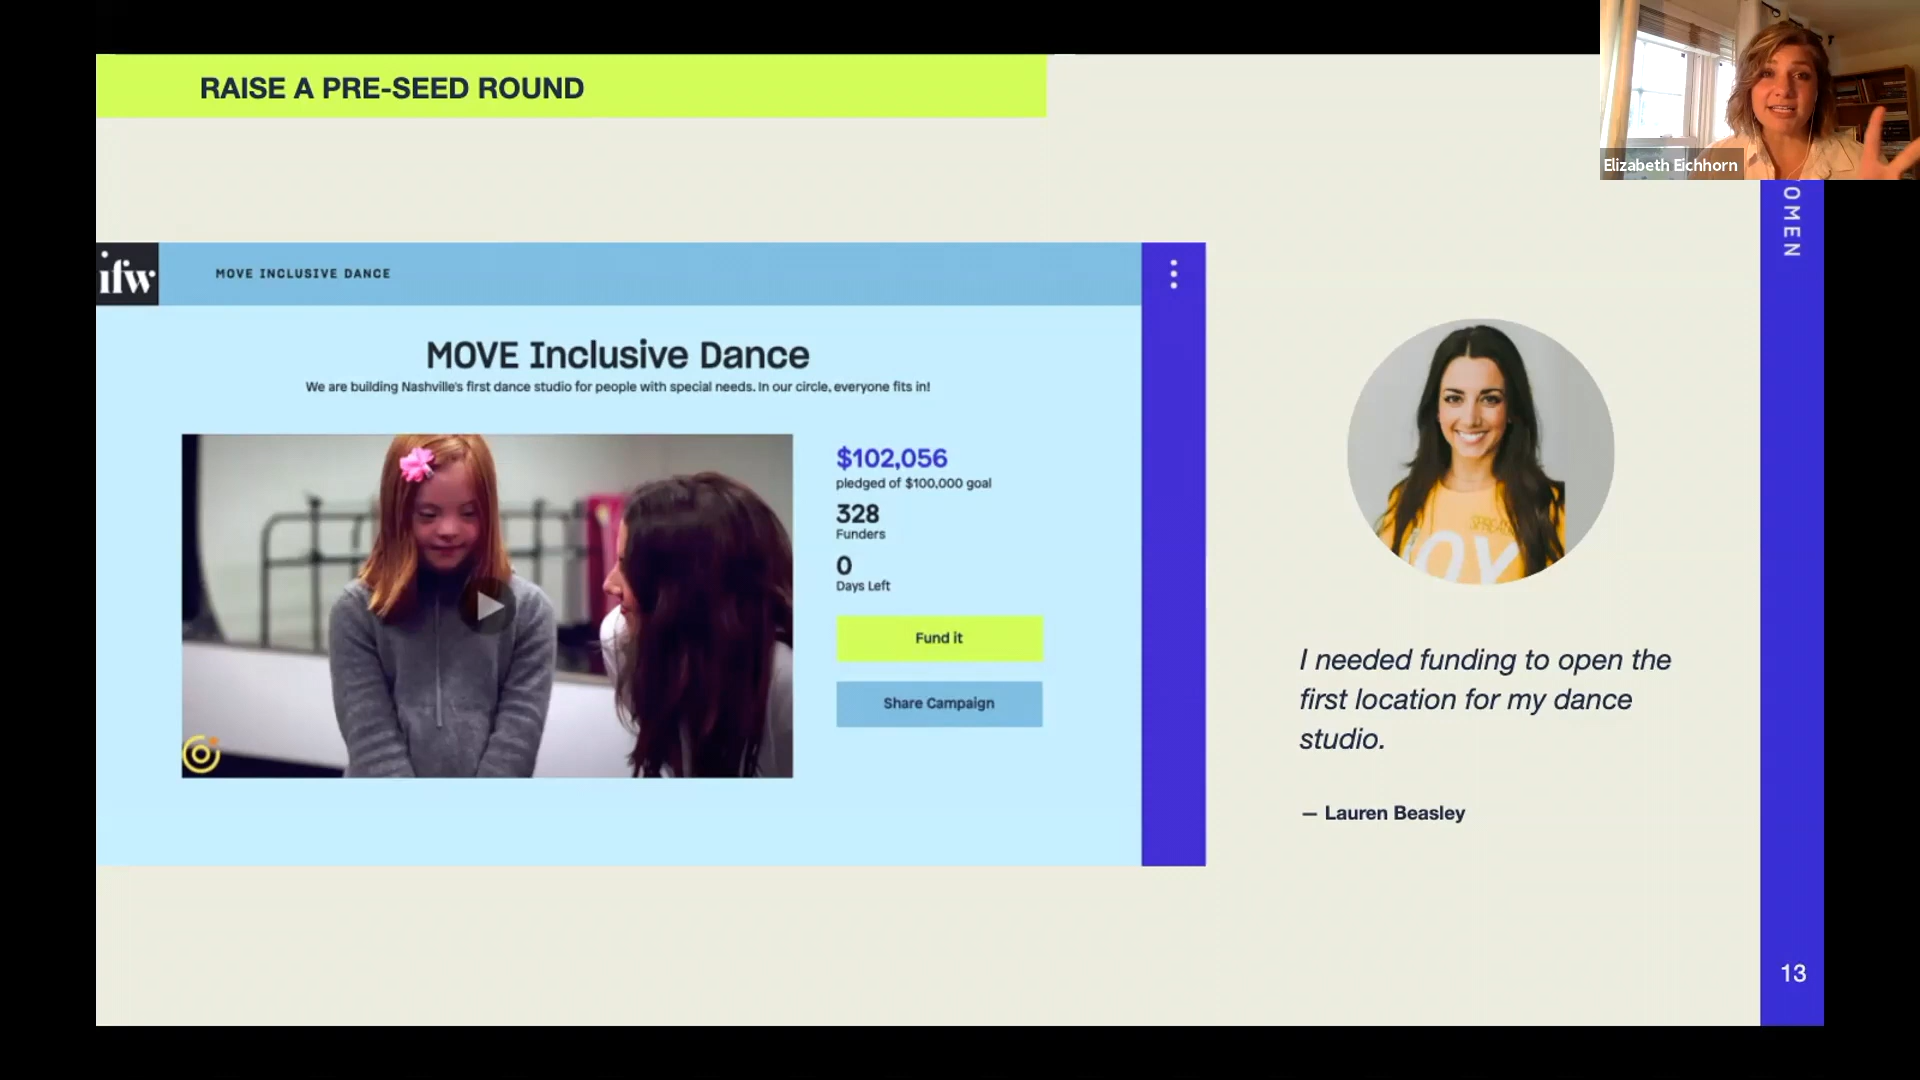 RAISE A PRE-SEED ROUND
Elizabeth Eichhorn
OMEN
ifw
MOVE INCLUSIVE DANCE
MOVE Inclusive Dance
We are building Nashville's first dance studio for people with special needs. In our circle, everyone fits in!
$102,056
pledged of $100,000 goal
328
Funders
0
Days Left
Fund it
Share Campaign
I needed funding to open the
first location for my dance
studio.
— Lauren Beasley
13